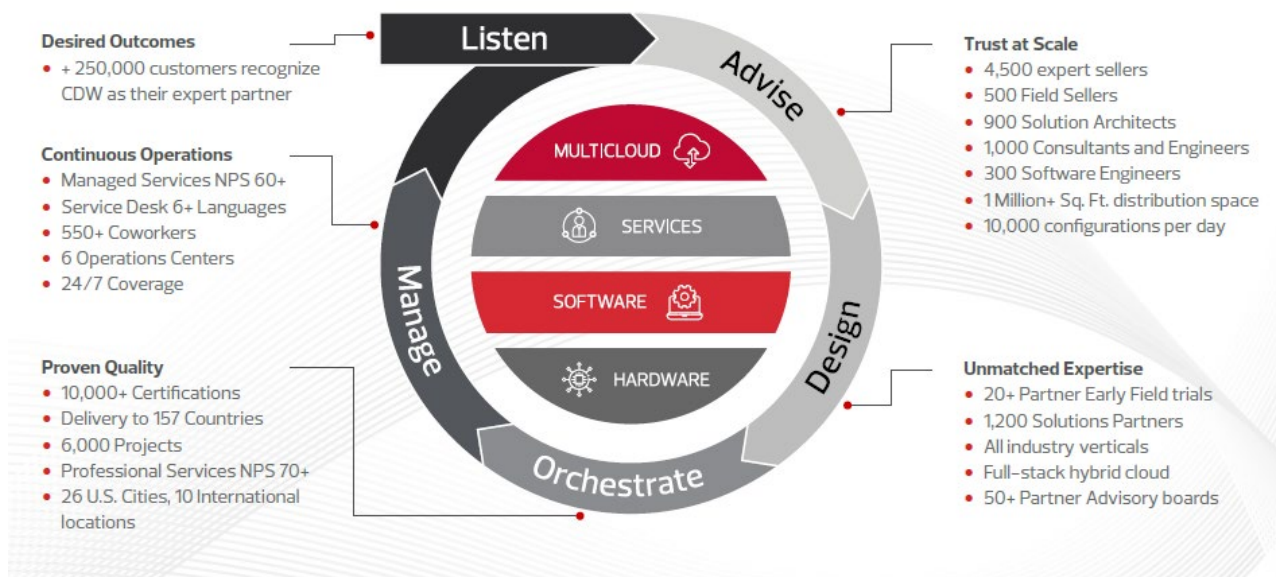 Desired Outcomes
+ 250,000 customers recognize
CDW as their expert partner
Continuous Operations
Managed Services NPS 60+
Service Desk 6+ Languages
550+ Coworkers
6 Operations Centers
24/7 Coverage
Proven Quality
10,000+ Certifications
Delivery to 157 Countries
6,000 Projects
Professional Services NPS 70+
26 U.S. Cities, 10 International
locations
Listen
Advise
Design
Orchestrate
Manage
MULTICLOUD
SERVICES
SOFTWARE
HARDWARE
Trust at Scale
4,500 expert sellers
500 Field Sellers
900 Solution Architects
1,000 Consultants and Engineers
300 Software Engineers
1 Million+ Sq. Ft. distribution space
10,000 configurations per day
Unmatched Expertise
20+ Partner Early Field trials
1,200 Solutions Partners
All industry verticals
Full-stack hybrid cloud
50+ Partner Advisory boards